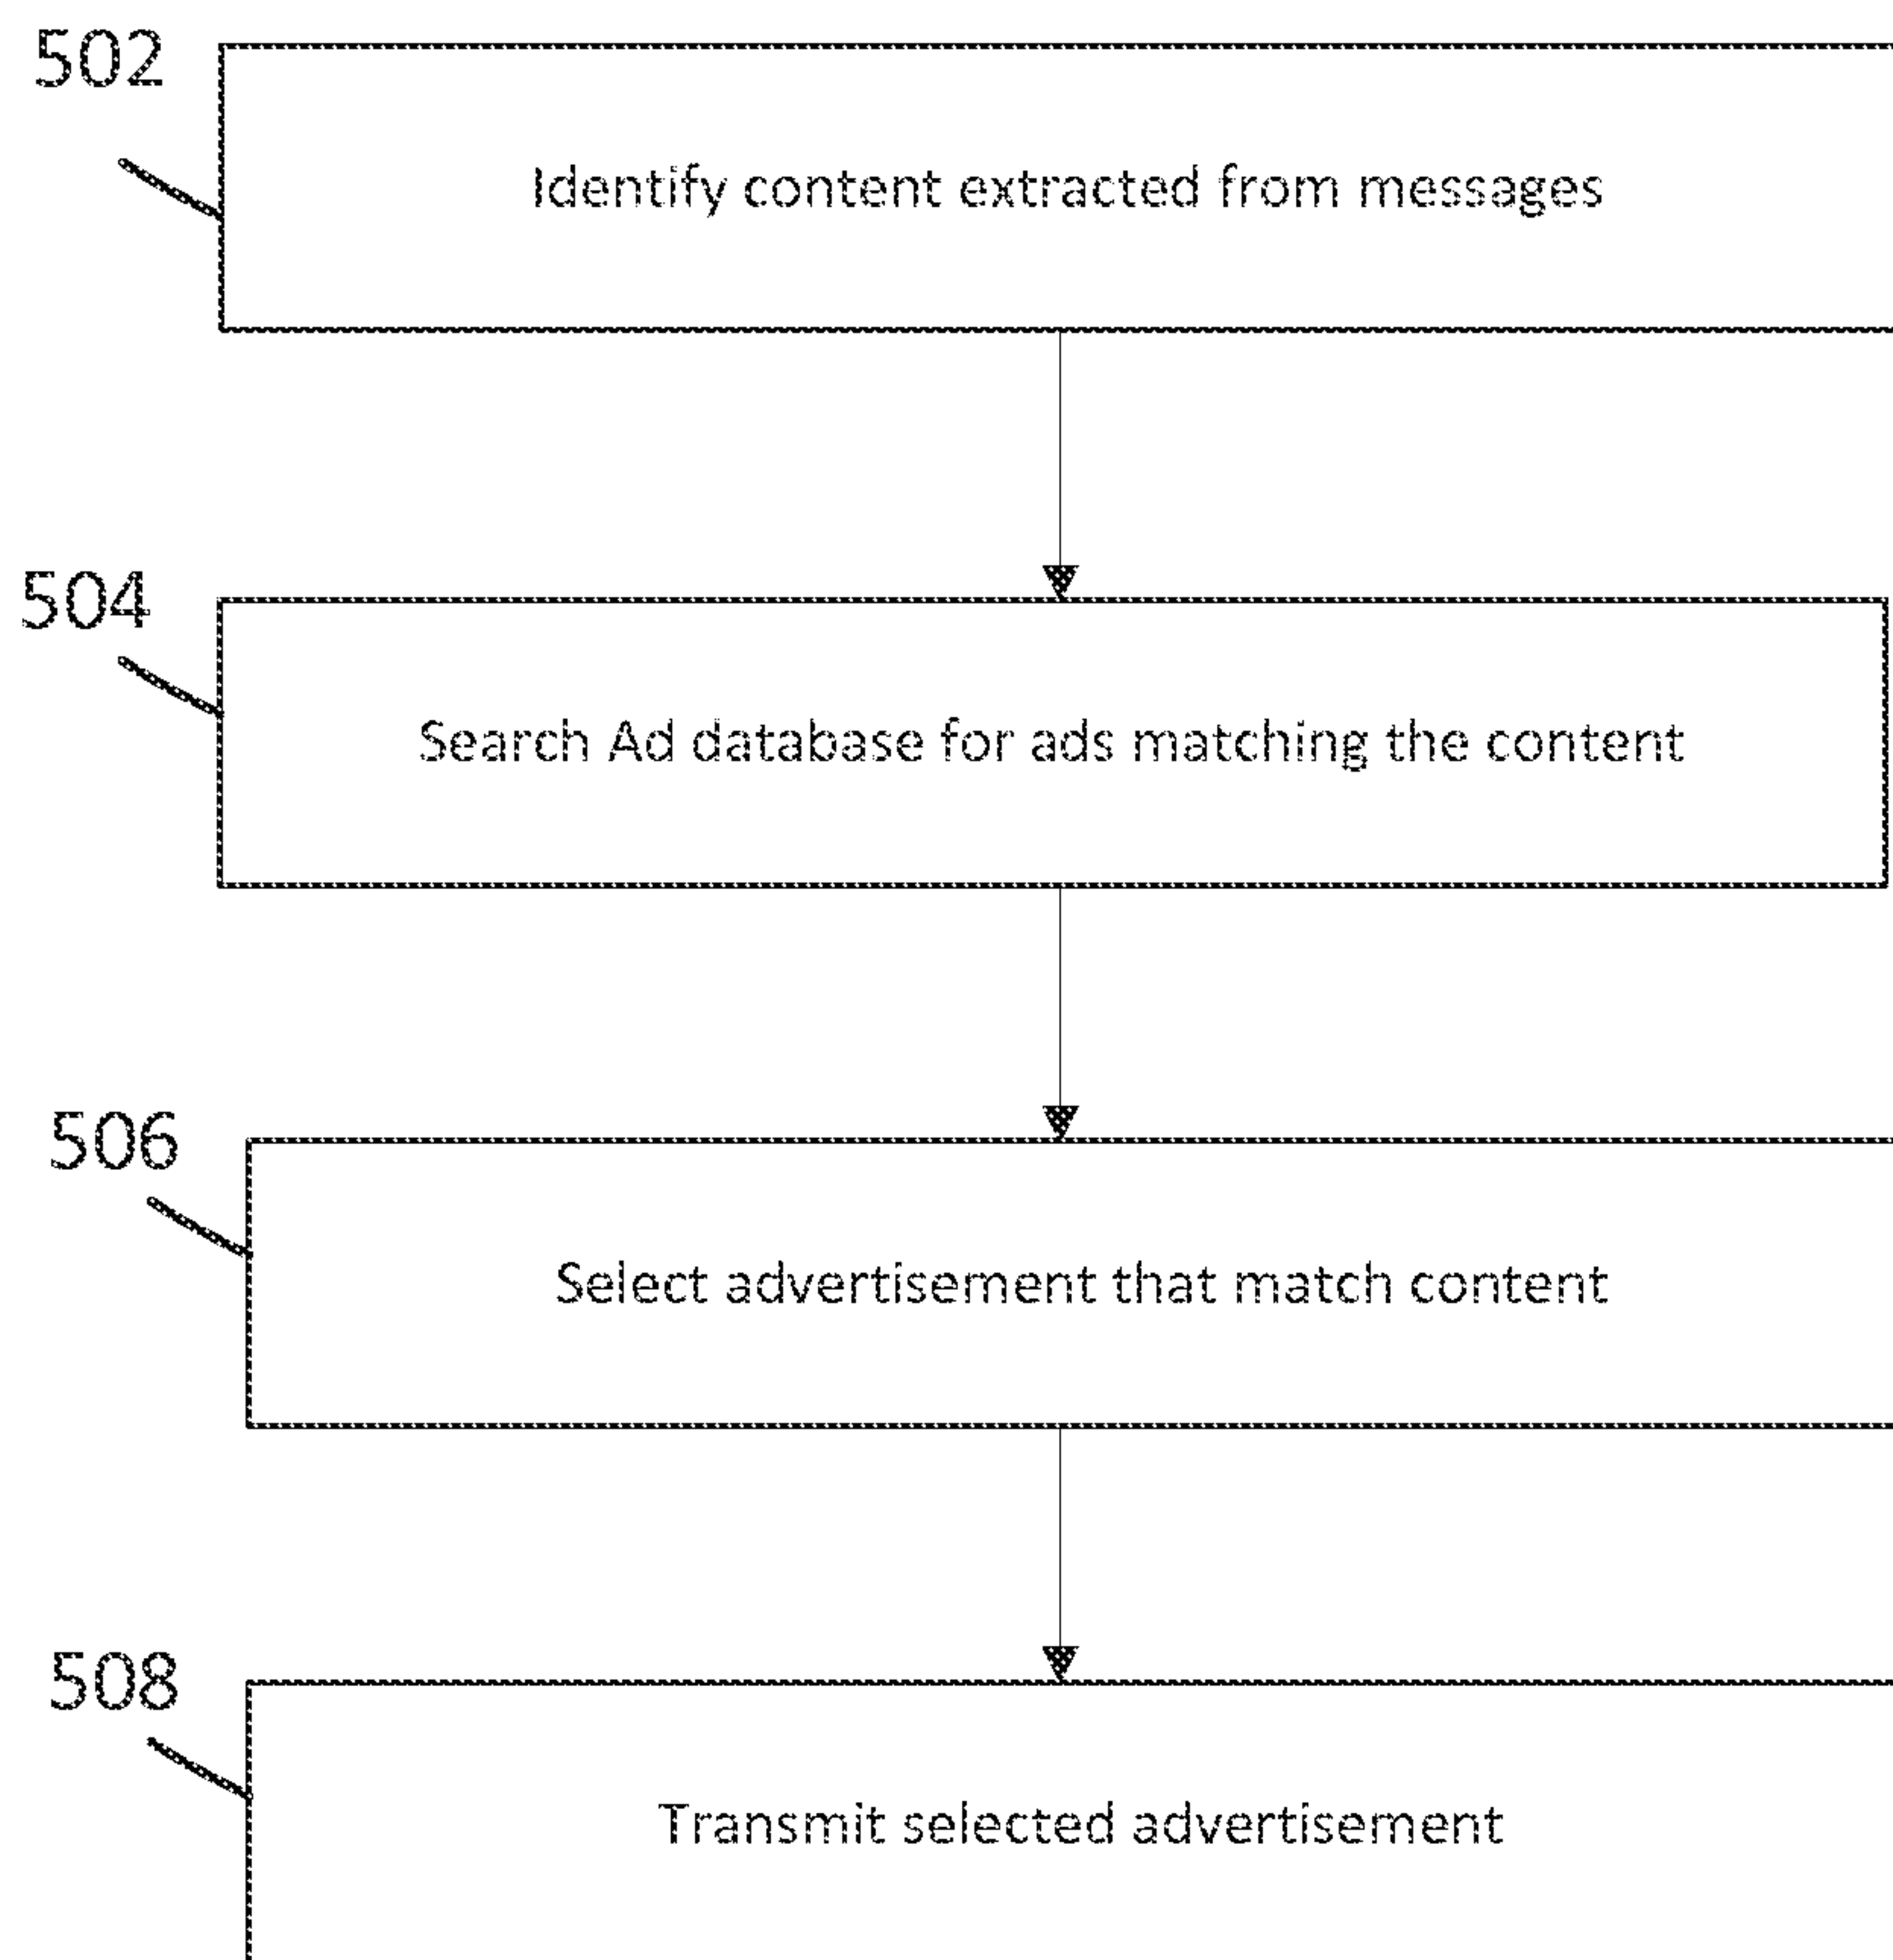 502
Identify content extracted from messages
504
Search Ad database for ads matching the content
506
Select advertisement that match content
508
Transmit selected advertisement